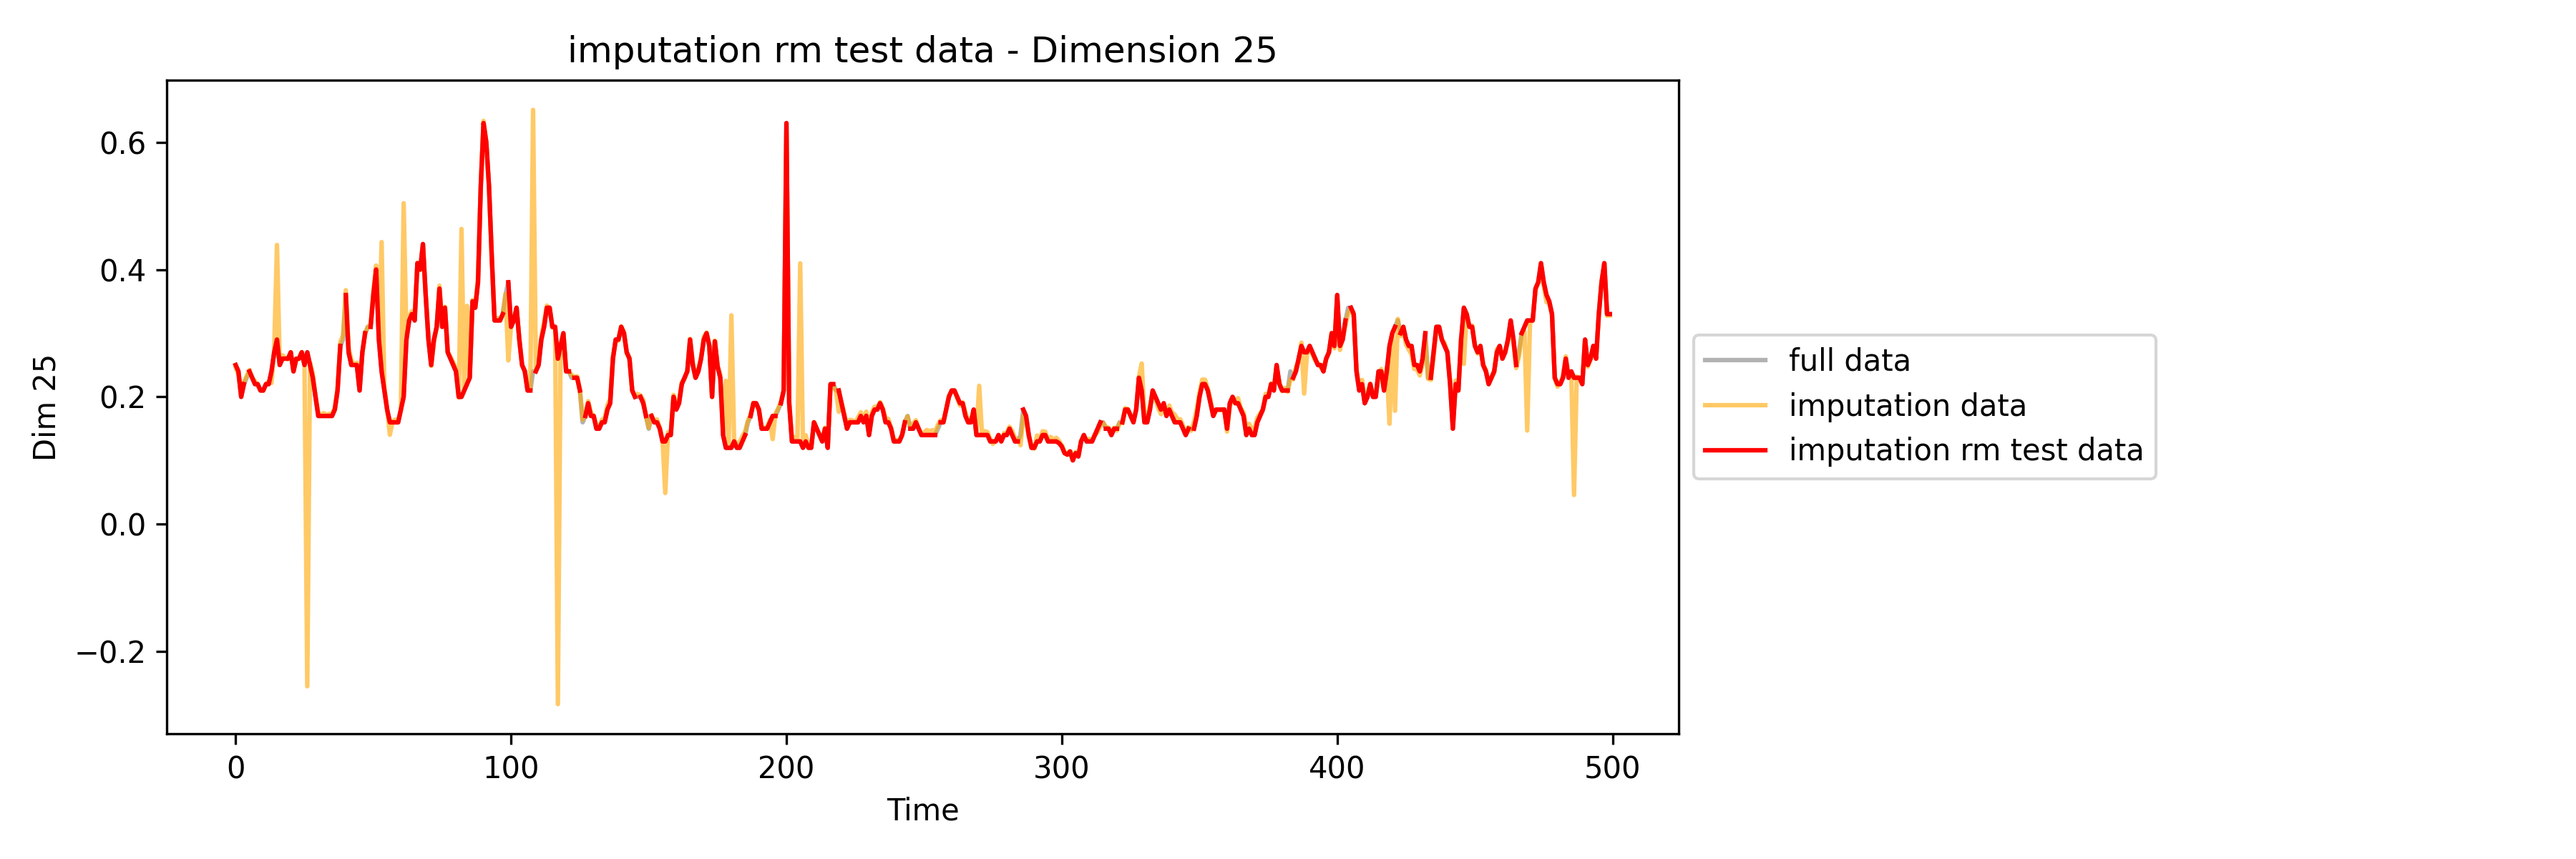 imputation rm test data - Dimension 25
0.6
0.4
0.2
0.0
−0.2
Dim 25
0
100
200
300
400
500
Time
full data
imputation data
imputation rm test data